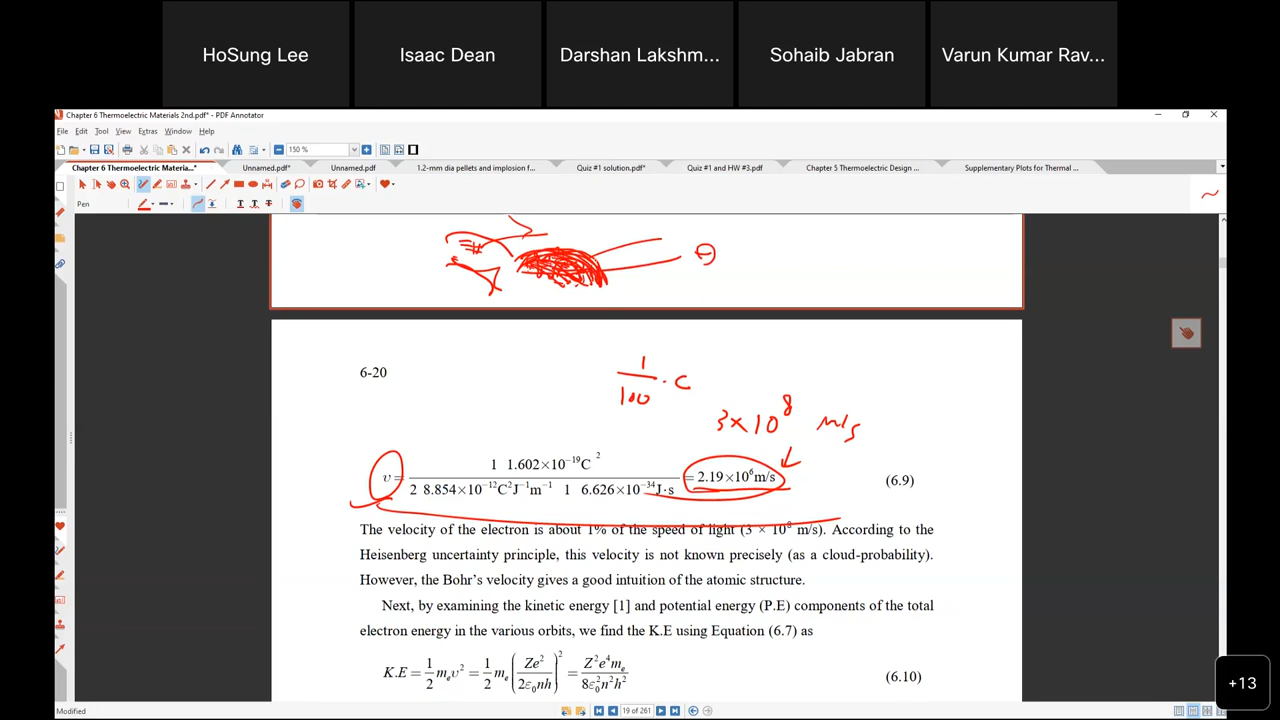 HoSung Lee
Isaac Dean
Darshan Lakshm...
Sohaib Jabran
Varun Kumar Rav...
Chapter 6 Thermoelectric Materials 2nd.pdf* - PDF Annotator
File Edit Tool View Extras Window Help
150 %
Chapter 6 Thermoelectric Materia...*
Unnamed.pdf*
Unnamed.pdf
1.2-mm dia pellets and implosion f...
Quiz #1 solution.pdf*
Quiz #1 and HW #3.pdf
Chapter 5 Thermoelectric Design ...
Supplementary Plots for Thermal ...
Pen
6-20
1/100 · C
3×10⁸ m/s
υ = 1 1.602×10⁻¹⁹C ² / 2 8.854×10⁻¹²C²J⁻¹m⁻¹ 1 6.626×10⁻³⁴J·s = 2.19×10⁶m/s (6.9)
The velocity of the electron is about 1% of the speed of light (3 × 10⁸ m/s). According to the
Heisenberg uncertainty principle, this velocity is not known precisely (as a cloud-probability).
However, the Bohr's velocity gives a good intuition of the atomic structure.
Next, by examining the kinetic energy [1] and potential energy (P.E) components of the total
electron energy in the various orbits, we find the K.E using Equation (6.7) as
K.E = 1/2 mₑυ² = 1/2 mₑ (Ze²/2ε₀nh)² = Z²e⁴mₑ/8ε₀²n²h² (6.10)
Modified
19 of 261
+13